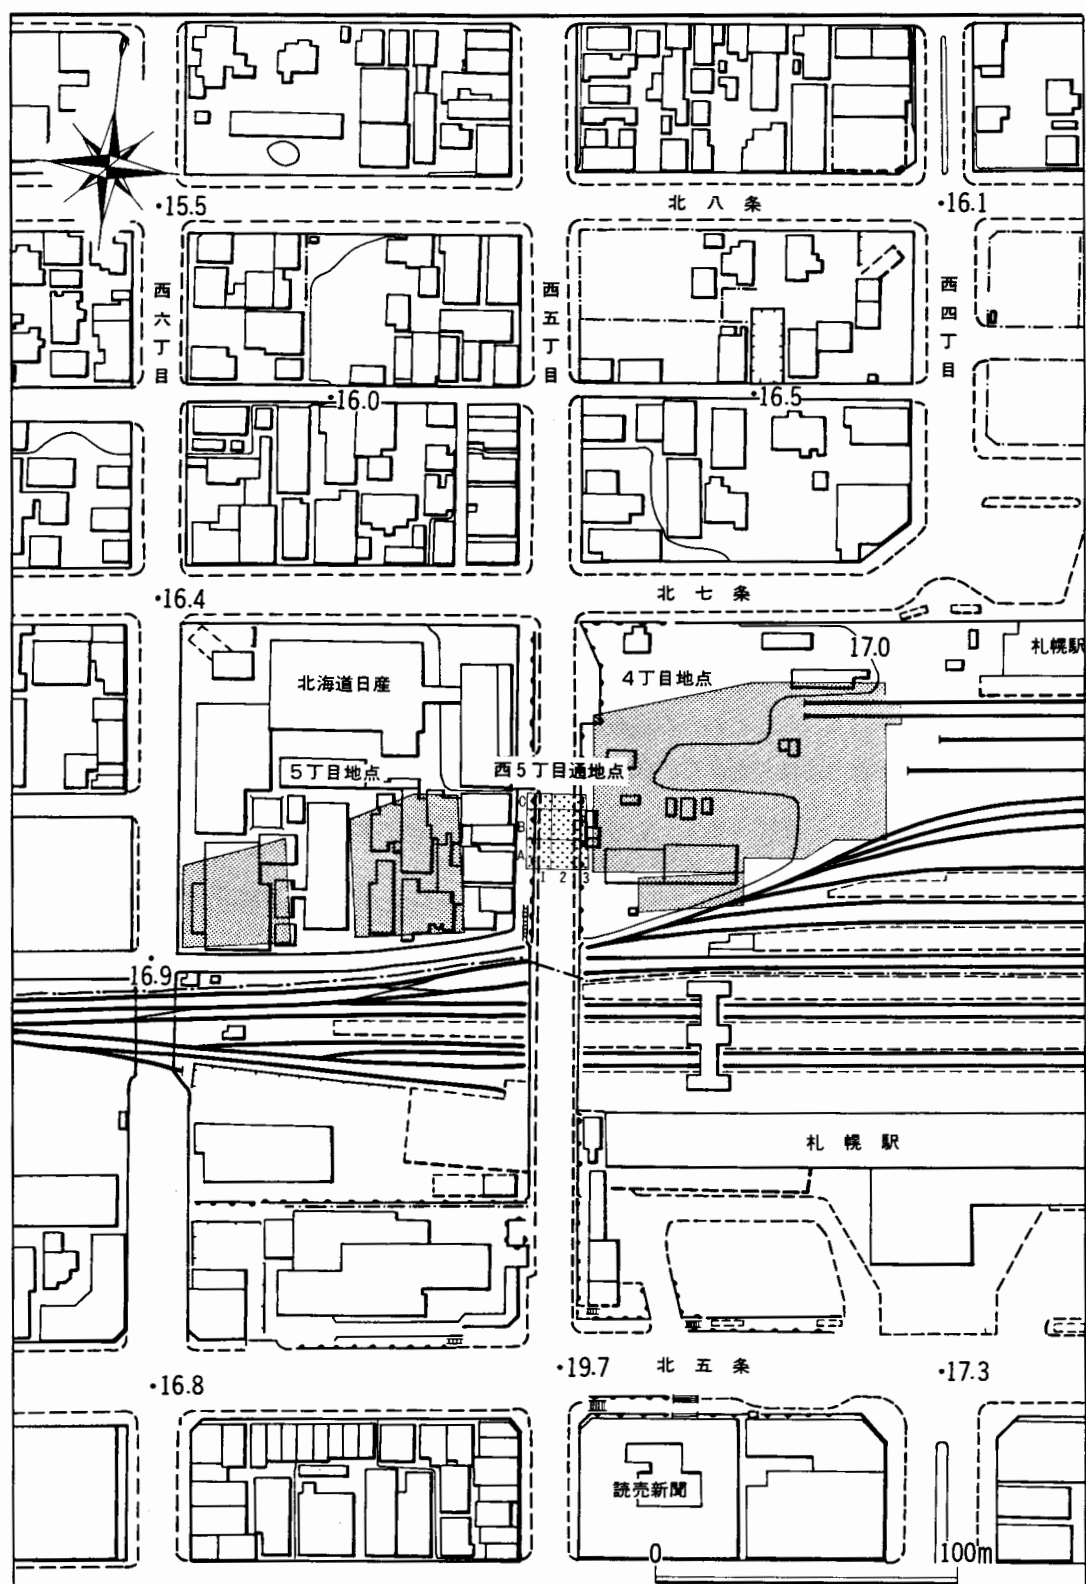 北八条
・15.5
・16.1
西六丁目
西五丁目
西四丁目
・16.0
・16.5
北七条
・16.4
17.0
札幌駅
北海道日産
4丁目地点
5丁目地点
西5丁目通地点
C
B
A
1 2 3
16.9
札幌駅
・19.7
北五条
・17.3
・16.8
読売新聞
0 100m